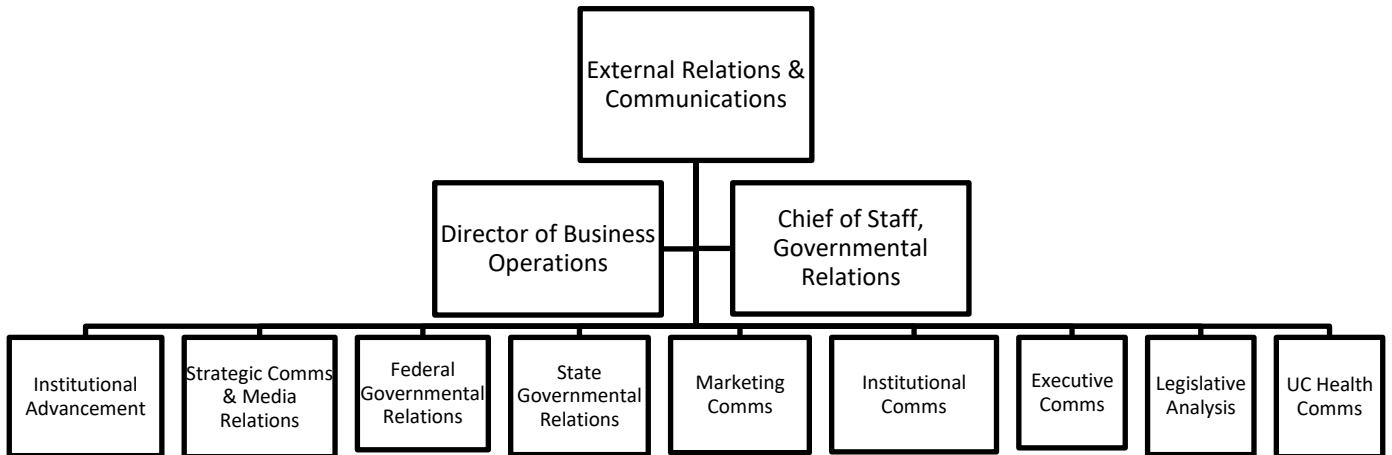 External Relations &
Communications
Director of Business
Operations
Chief of Staff,
Governmental
Relations
Institutional
Advancement
Strategic Comms
& Media
Relations
Federal
Governmental
Relations
State
Governmental
Relations
Marketing
Comms
Institutional
Comms
Executive
Comms
Legislative
Analysis
UC Health
Comms